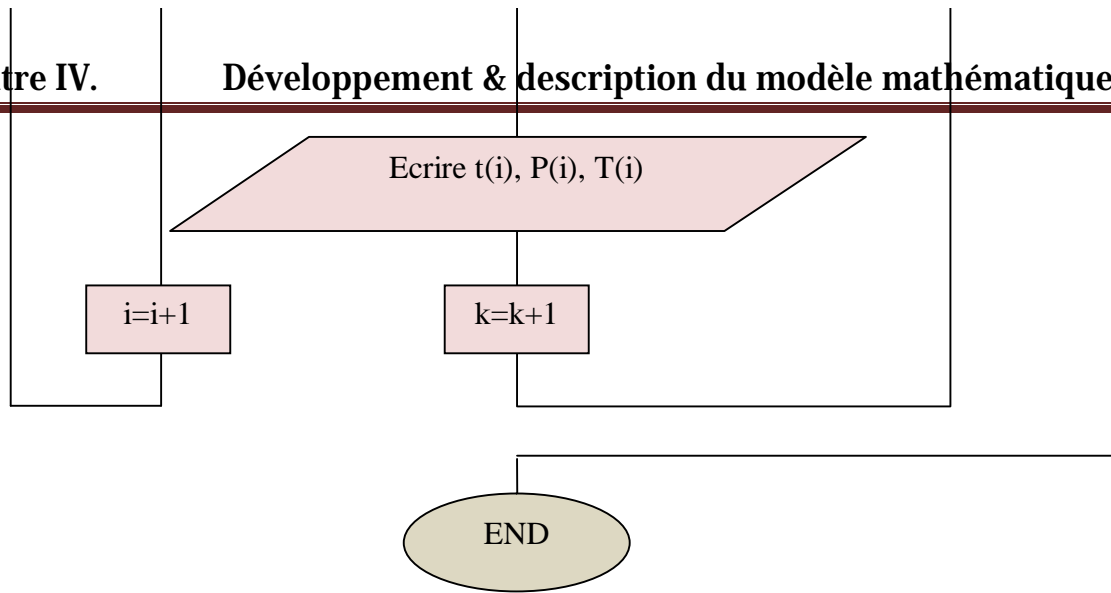 tre IV. Développement & description du modèle mathématique
Ecrire t(i), P(i), T(i)
i=i+1 k=k+1
END